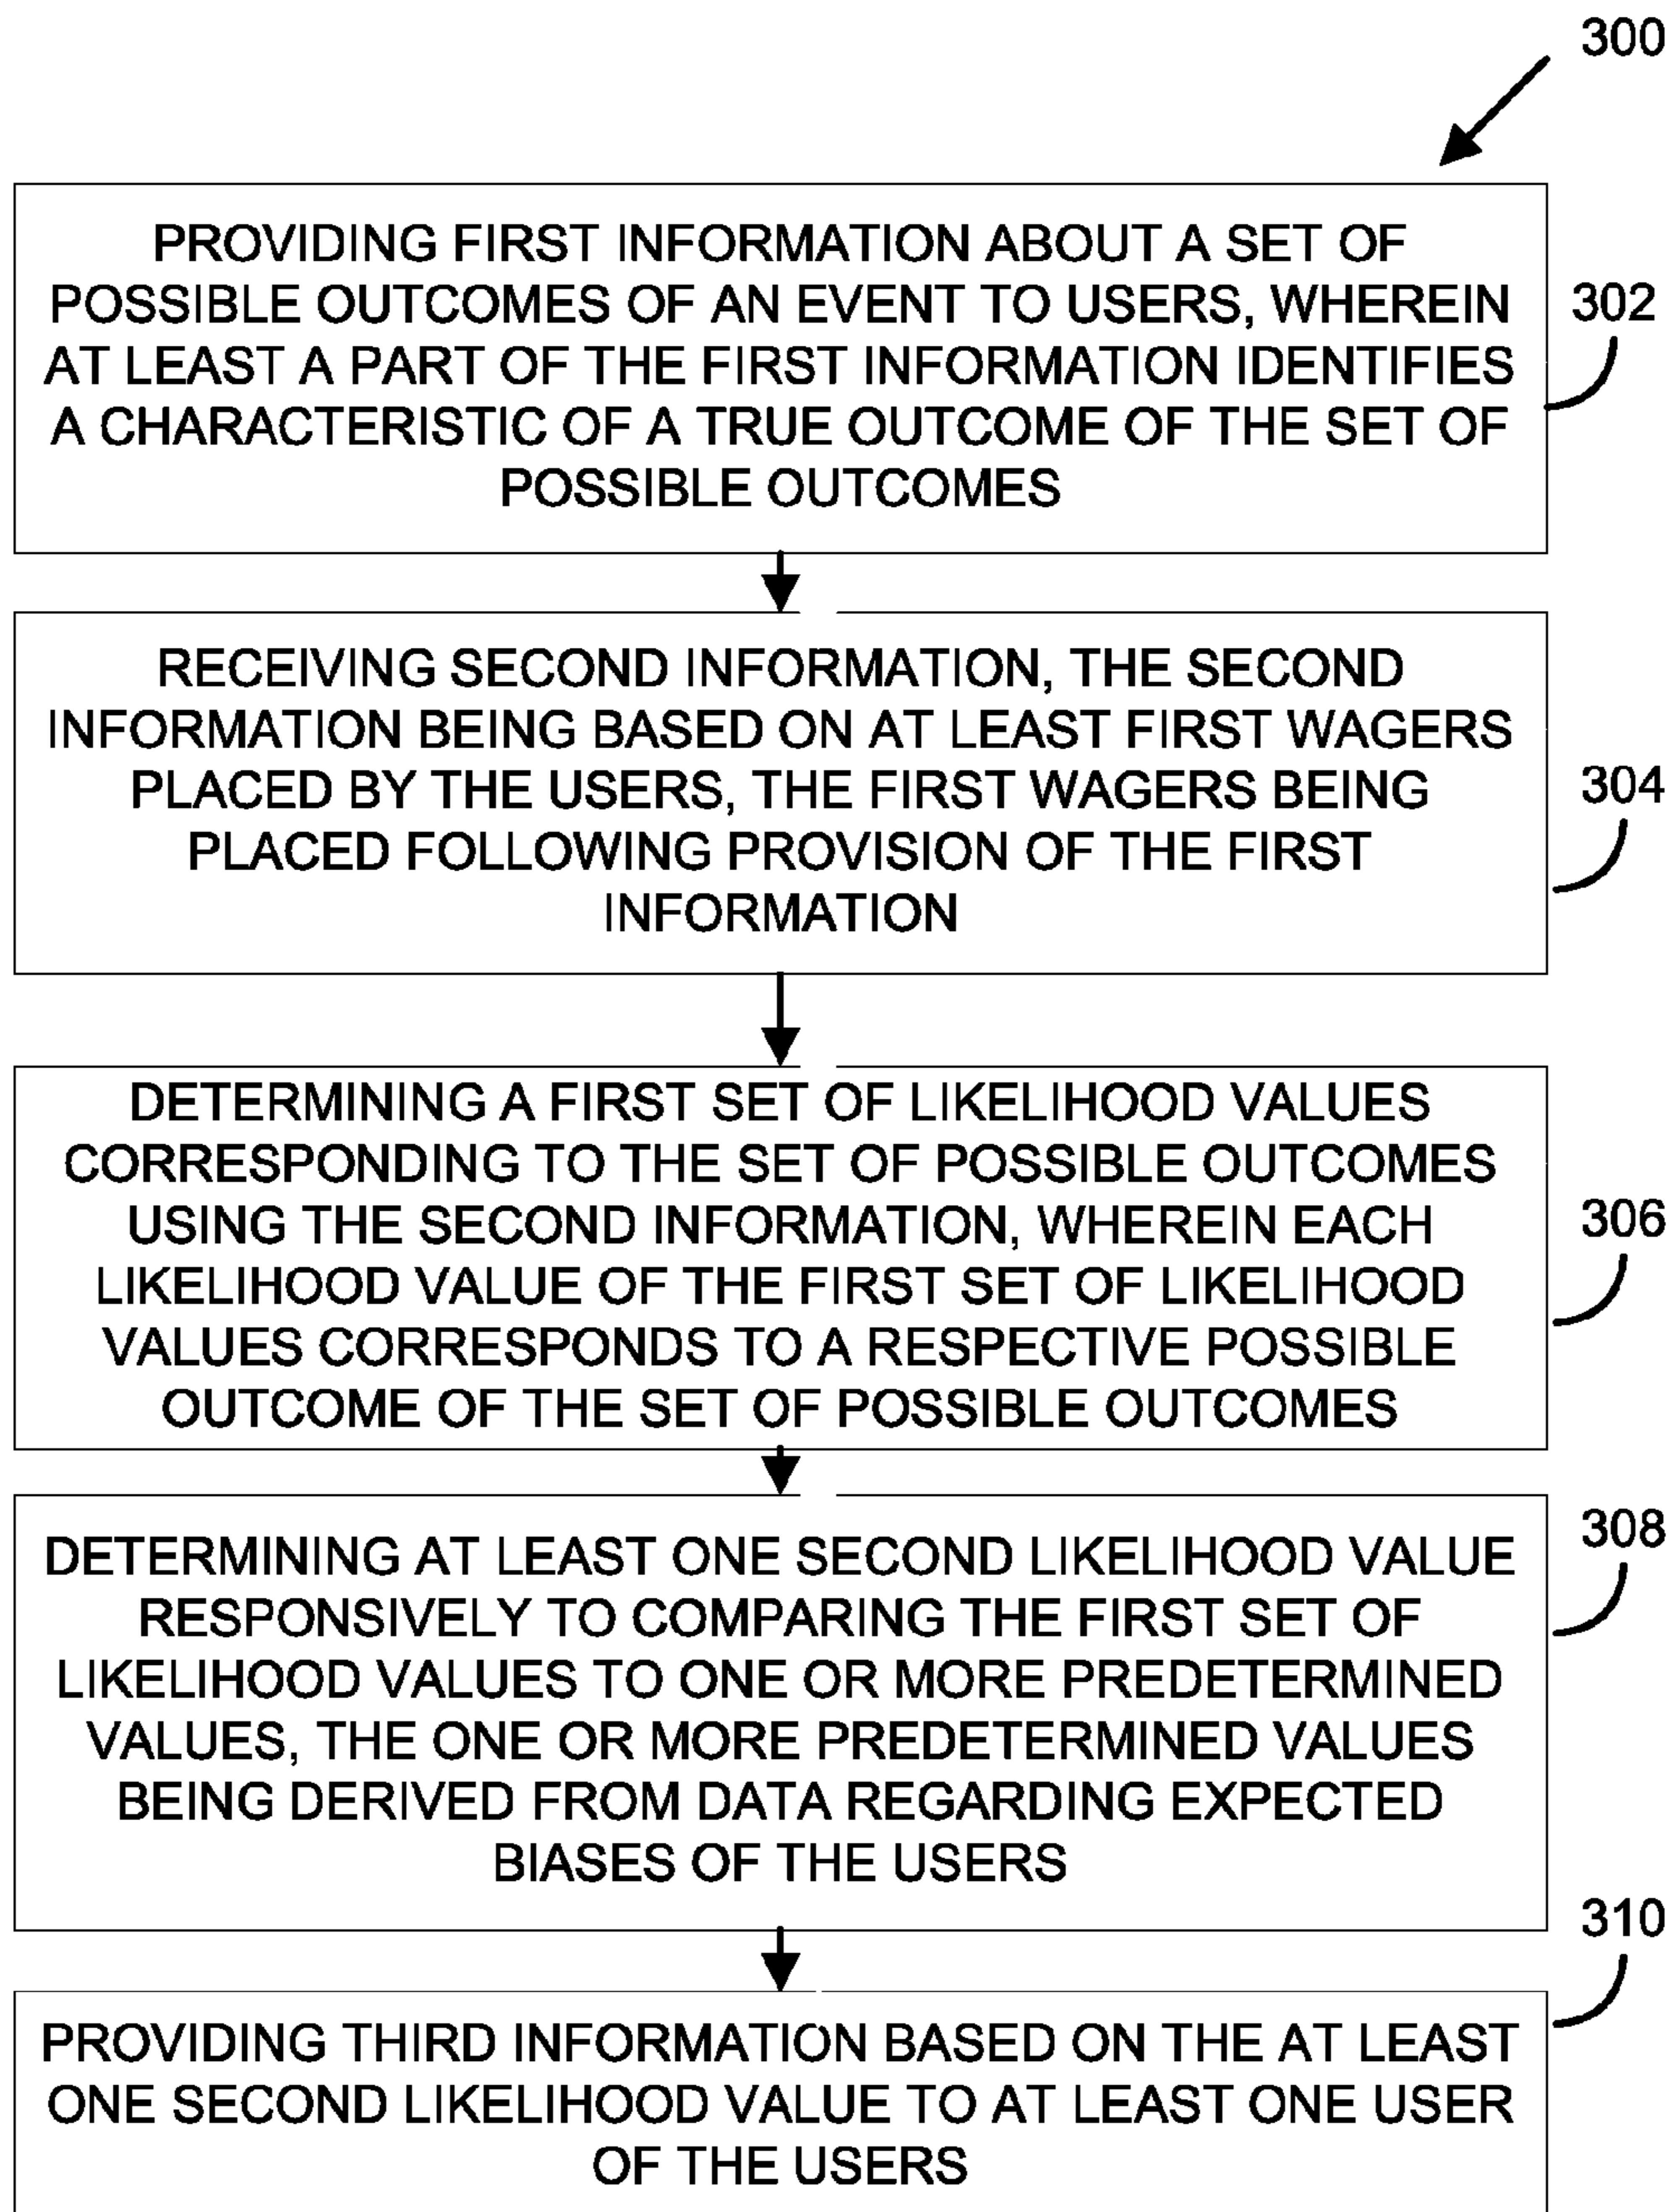 300
PROVIDING FIRST INFORMATION ABOUT A SET OF
POSSIBLE OUTCOMES OF AN EVENT TO USERS, WHEREIN
AT LEAST A PART OF THE FIRST INFORMATION IDENTIFIES
A CHARACTERISTIC OF A TRUE OUTCOME OF THE SET OF
POSSIBLE OUTCOMES
302
RECEIVING SECOND INFORMATION, THE SECOND
INFORMATION BEING BASED ON AT LEAST FIRST WAGERS
PLACED BY THE USERS, THE FIRST WAGERS BEING
PLACED FOLLOWING PROVISION OF THE FIRST
INFORMATION
304
DETERMINING A FIRST SET OF LIKELIHOOD VALUES
CORRESPONDING TO THE SET OF POSSIBLE OUTCOMES
USING THE SECOND INFORMATION, WHEREIN EACH
LIKELIHOOD VALUE OF THE FIRST SET OF LIKELIHOOD
VALUES CORRESPONDS TO A RESPECTIVE POSSIBLE
OUTCOME OF THE SET OF POSSIBLE OUTCOMES
306
DETERMINING AT LEAST ONE SECOND LIKELIHOOD VALUE
RESPONSIVELY TO COMPARING THE FIRST SET OF
LIKELIHOOD VALUES TO ONE OR MORE PREDETERMINED
VALUES, THE ONE OR MORE PREDETERMINED VALUES
BEING DERIVED FROM DATA REGARDING EXPECTED
BIASES OF THE USERS
308
PROVIDING THIRD INFORMATION BASED ON THE AT LEAST
ONE SECOND LIKELIHOOD VALUE TO AT LEAST ONE USER
OF THE USERS
310